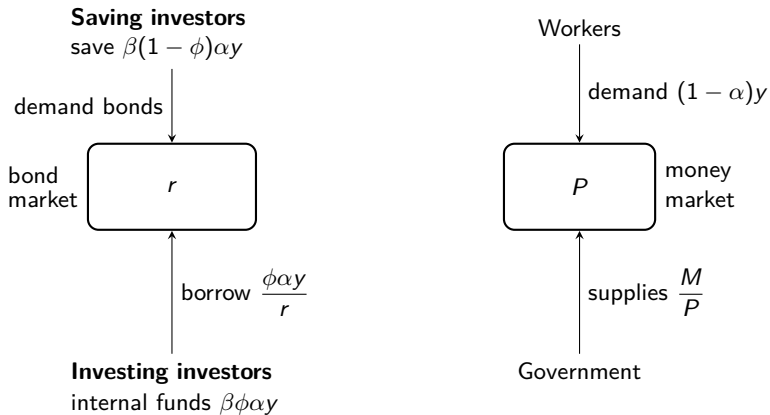 Saving investors
save β(1 − ϕ)αy
demand bonds
bond
market
r
borrow ϕαy/r
Investing investors
internal funds βϕαy
Workers
demand (1 − α)y
P
money
market
supplies M/P
Government